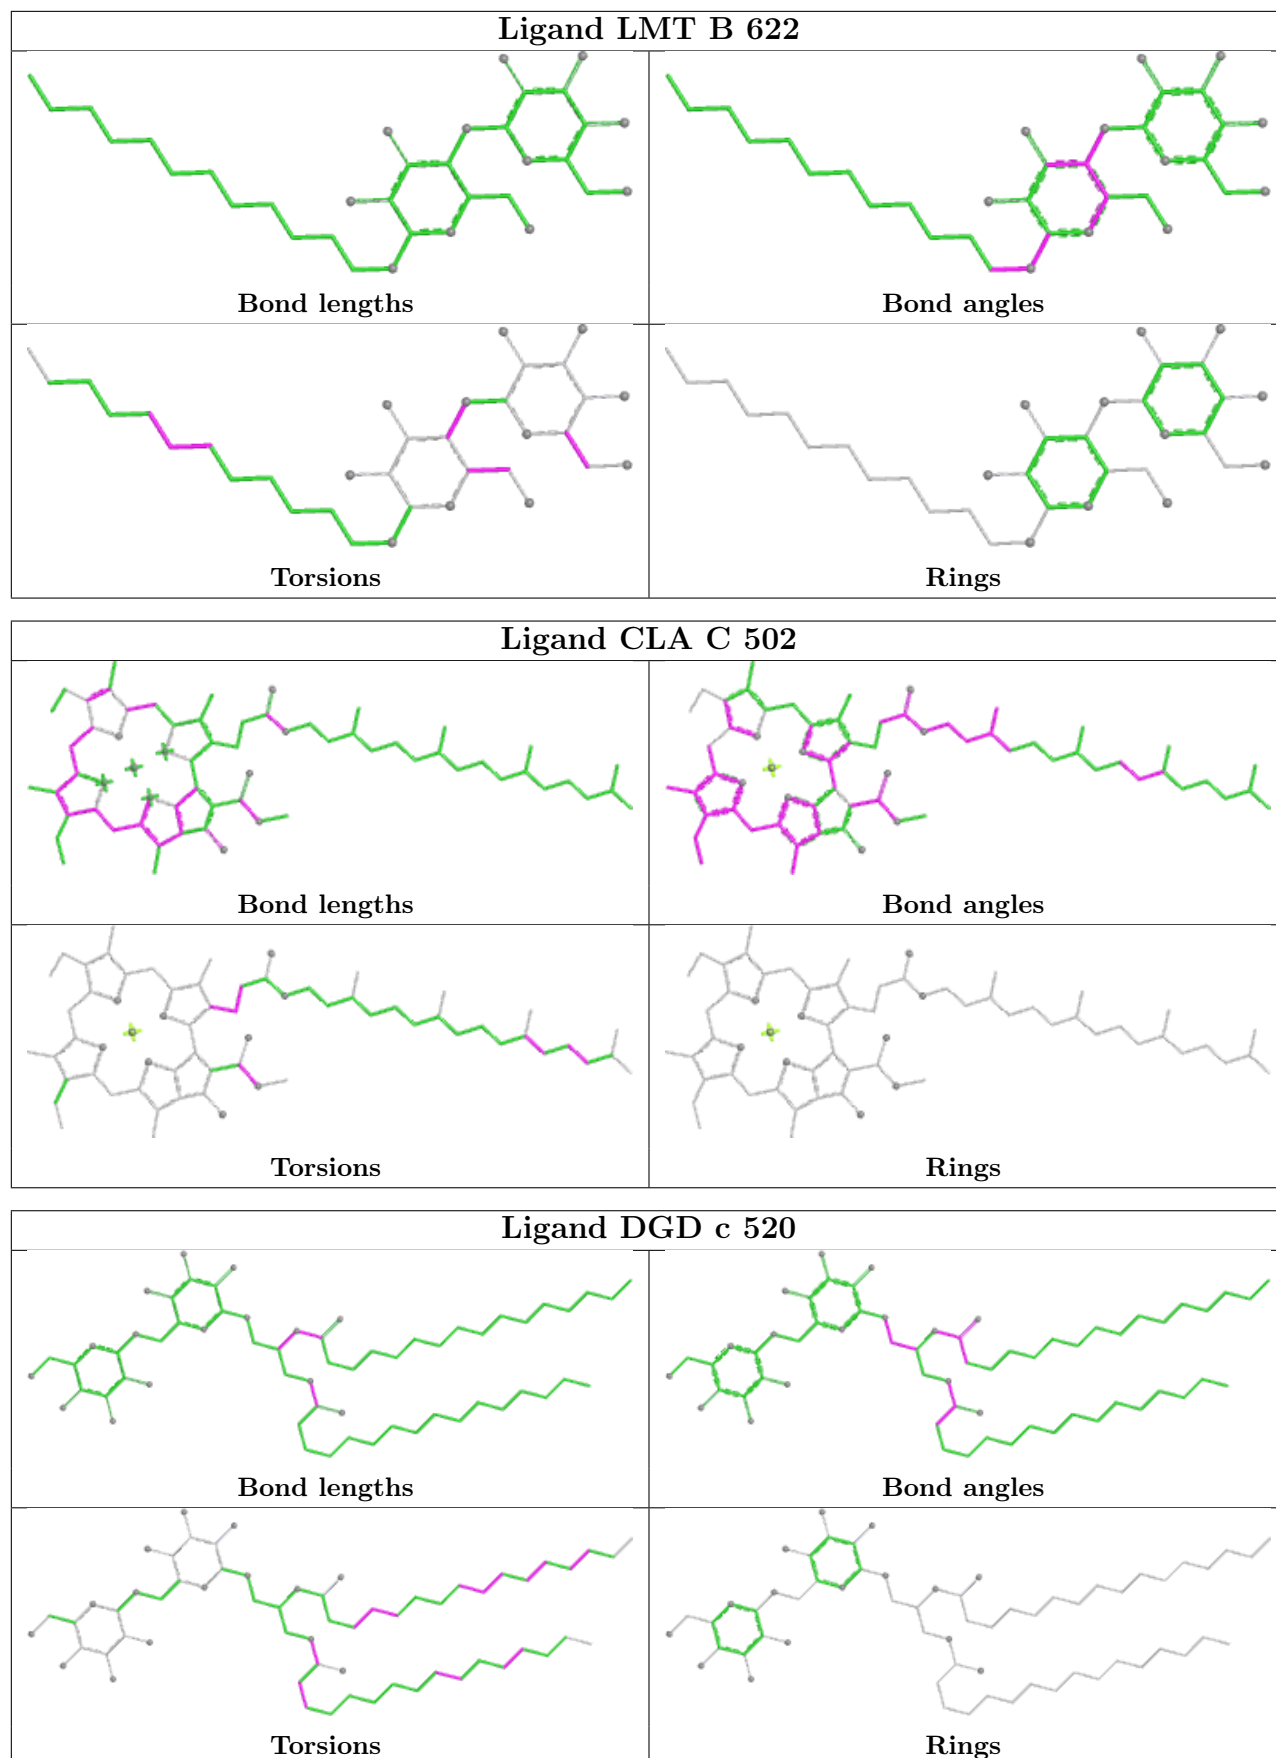 Ligand LMT B 622
Bond lengths
Bond angles
Torsions
Rings
Ligand CLA C 502
Bond lengths
Bond angles
Torsions
Rings
Ligand DGD c 520
Bond lengths
Bond angles
Torsions
Rings